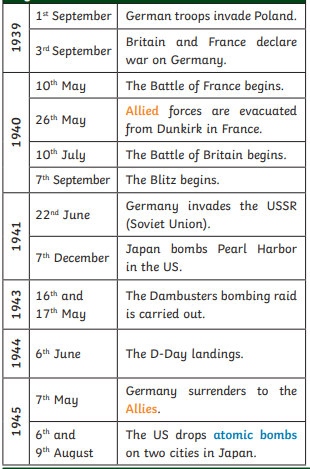 1939
1st September German troops invade Poland.
3rd September Britain and France declare
war on Germany.
1940
10th May The Battle of France begins.
26th May Allied forces are evacuated
from Dunkirk in France.
10th July The Battle of Britain begins.
7th September The Blitz begins.
1941
22nd June Germany invades the USSR
(Soviet Union).
7th December Japan bombs Pearl Harbor
in the US.
1943
16th and The Dambusters bombing raid
17th May is carried out.
1944
6th June The D-Day landings.
1945
7th May Germany surrenders to the
Allies.
6th and The US drops atomic bombs
9th August on two cities in Japan.